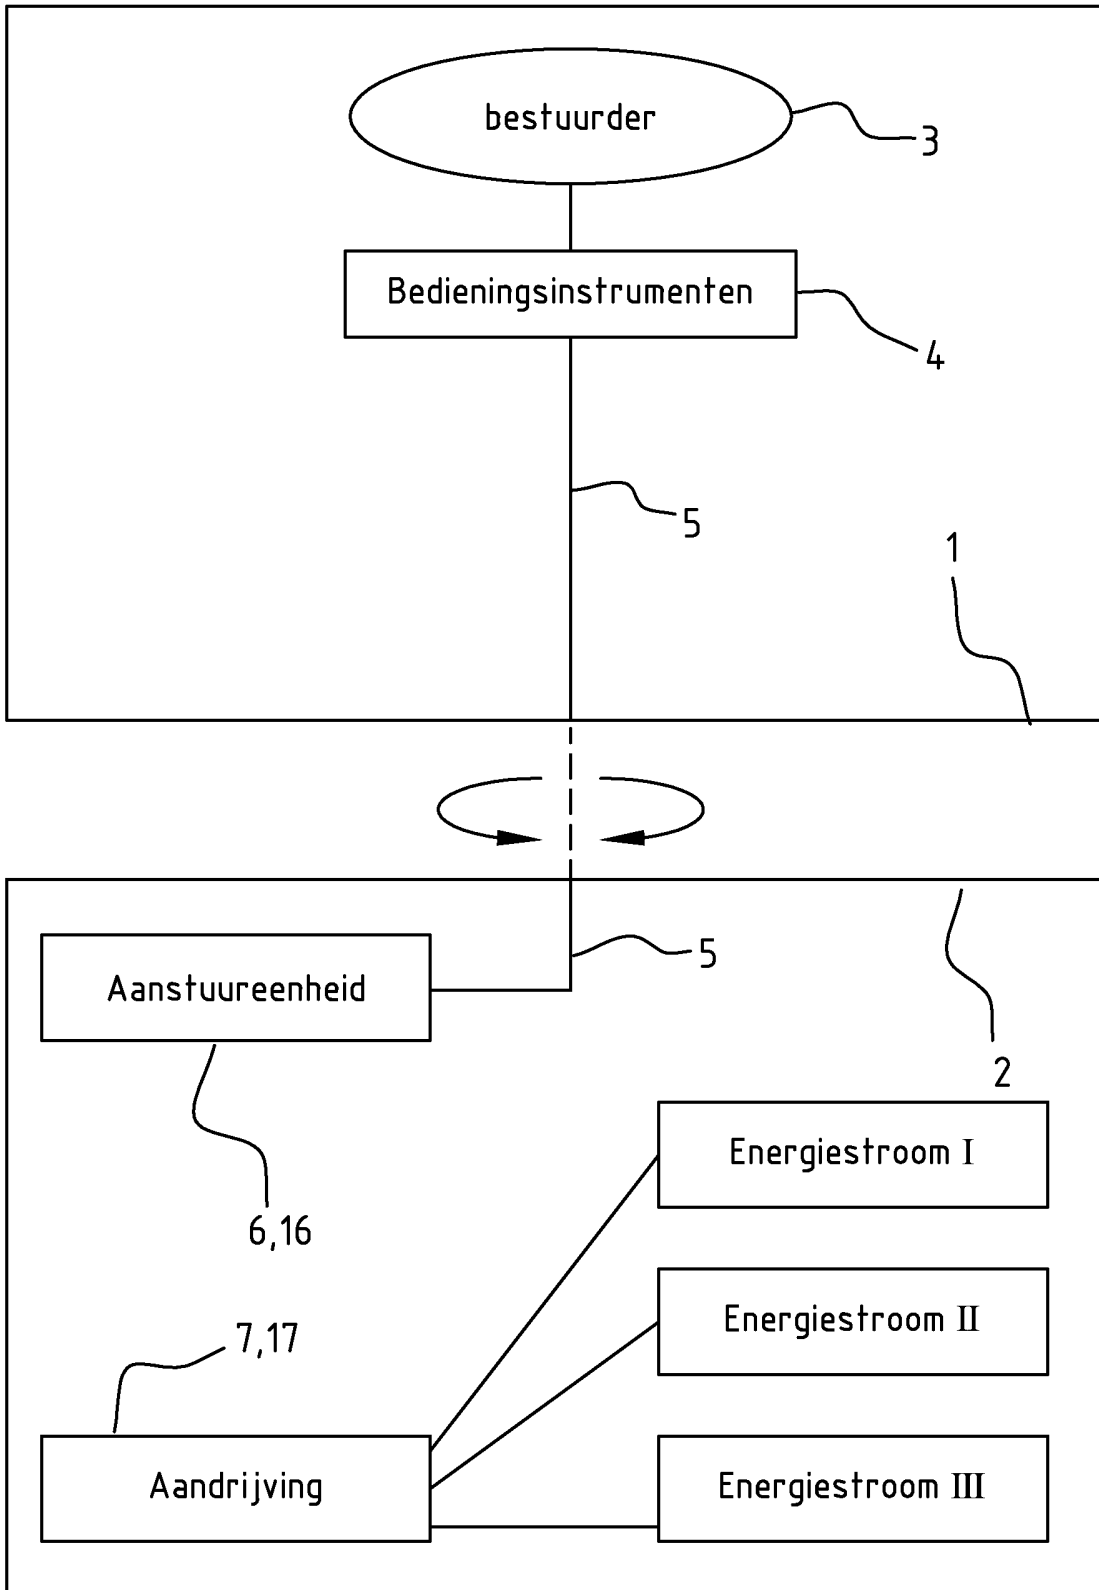 bestuurder
3
Bedieningsinstrumenten
4
5
1
5
Aanstuureenheid
2
Energiestroom I
6,16
Energiestroom II
7,17
Aandrijving
Energiestroom III